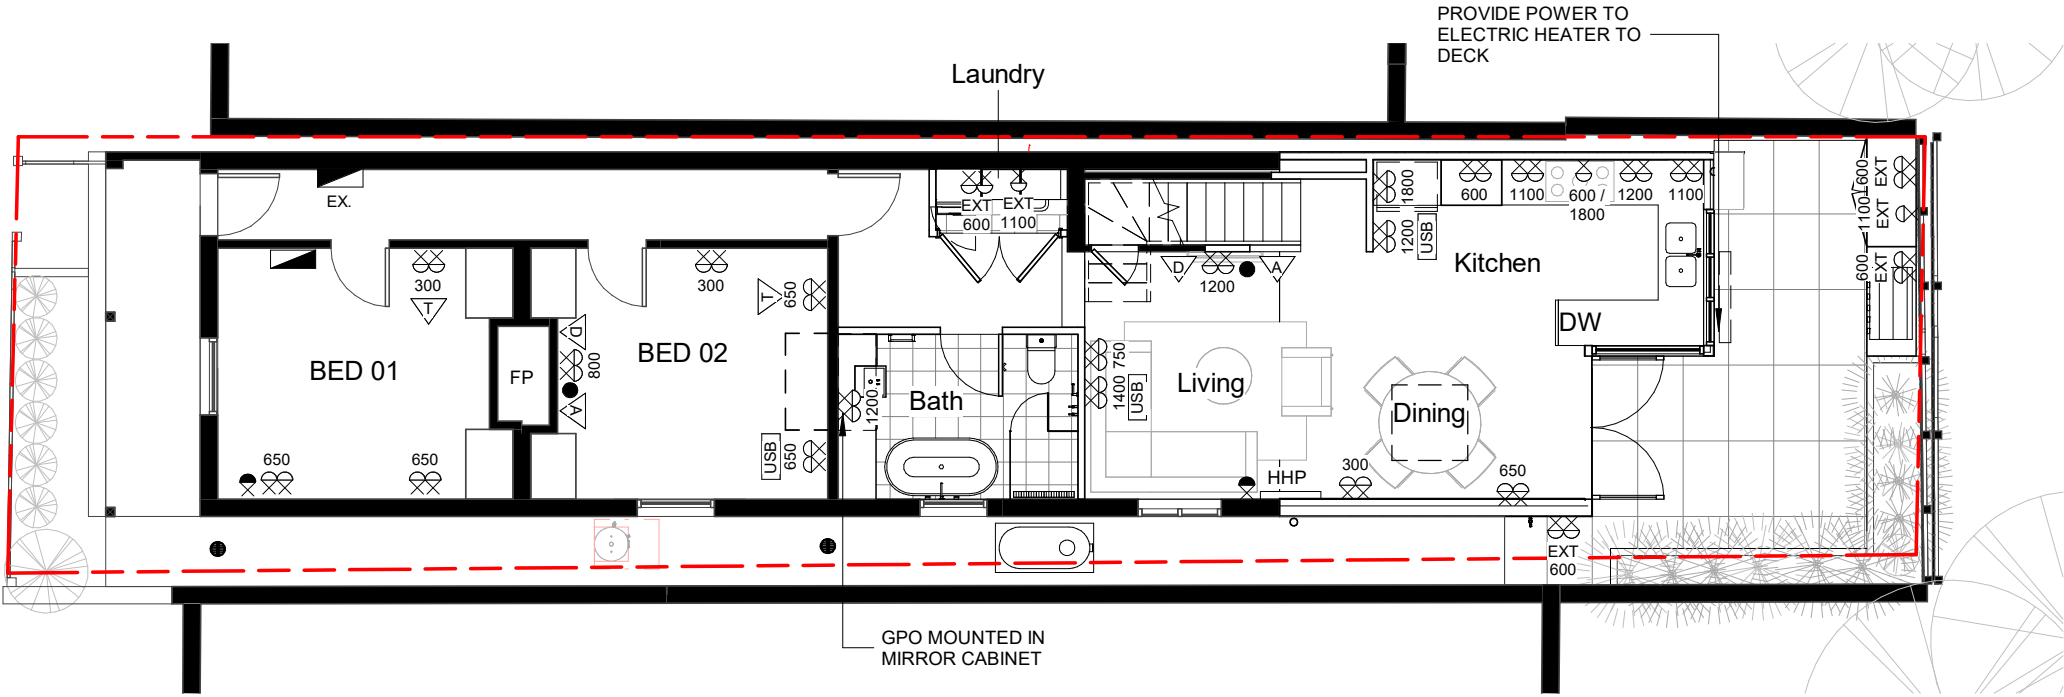 PROVIDE POWER TO
ELECTRIC HEATER TO
DECK
Laundry
EX.
EXT
600
EXT
1100
1800
600
1100
600 /
1800
1200
1100
1200
USB
Kitchen
600
EXT
1100
EXT
600
EXT
300
T
BED 01
650
650
FP
D
800
A
300
T
650
BED 02
USB
650
1200
Bath
D
1200
A
750
1400
USB
Living
Dining
DW
HHP
300
650
EXT
600
GPO MOUNTED IN
MIRROR CABINET